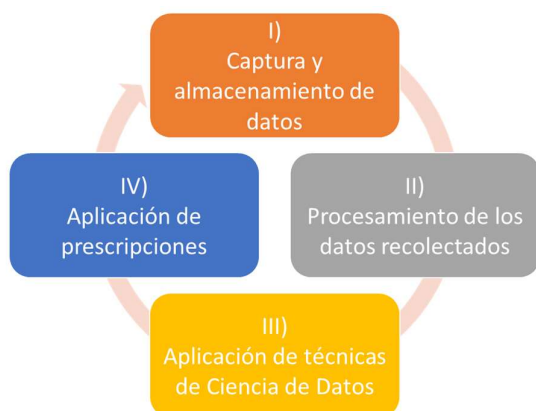 I)
Captura y
almacenamiento de
datos
II)
Procesamiento de los
datos recolectados
III)
Aplicación de técnicas
de Ciencia de Datos
IV)
Aplicación de
prescripciones